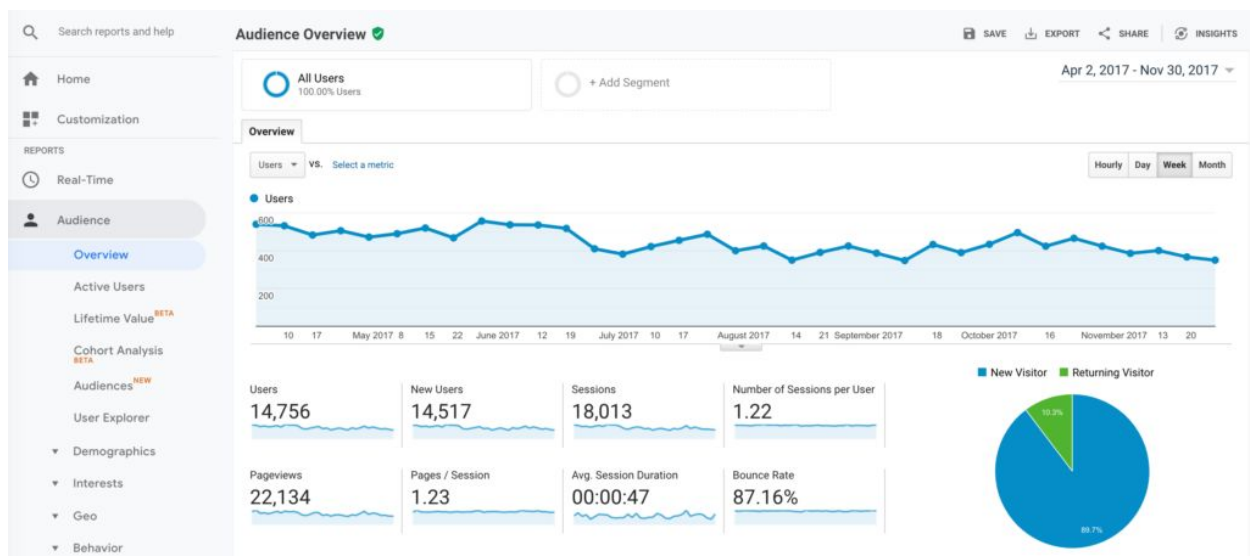 Search reports and help
Audience Overview
SAVE EXPORT SHARE INSIGHTS
Home
Customization
REPORTS
Real-Time
Audience
Overview
Active Users
Lifetime Value BETA
Cohort Analysis
BETA
Audiences NEW
User Explorer
Demographics
Interests
Geo
Behavior
All Users
100.00% Users
+ Add Segment
Apr 2, 2017 - Nov 30, 2017
Overview
Users VS. Select a metric
Hourly Day Week Month
Users
600
400
200
10 17 May 2017 8 15 22 June 2017 12 19 July 2017 10 17 August 2017 14 21 September 2017 18 October 2017 16 November 2017 13 20
Users
14,756
New Users
14,517
Sessions
18,013
Number of Sessions per User
1.22
Pageviews
22,134
Pages / Session
1.23
Avg. Session Duration
00:00:47
Bounce Rate
87.16%
New Visitor Returning Visitor
10.3%
89.7%